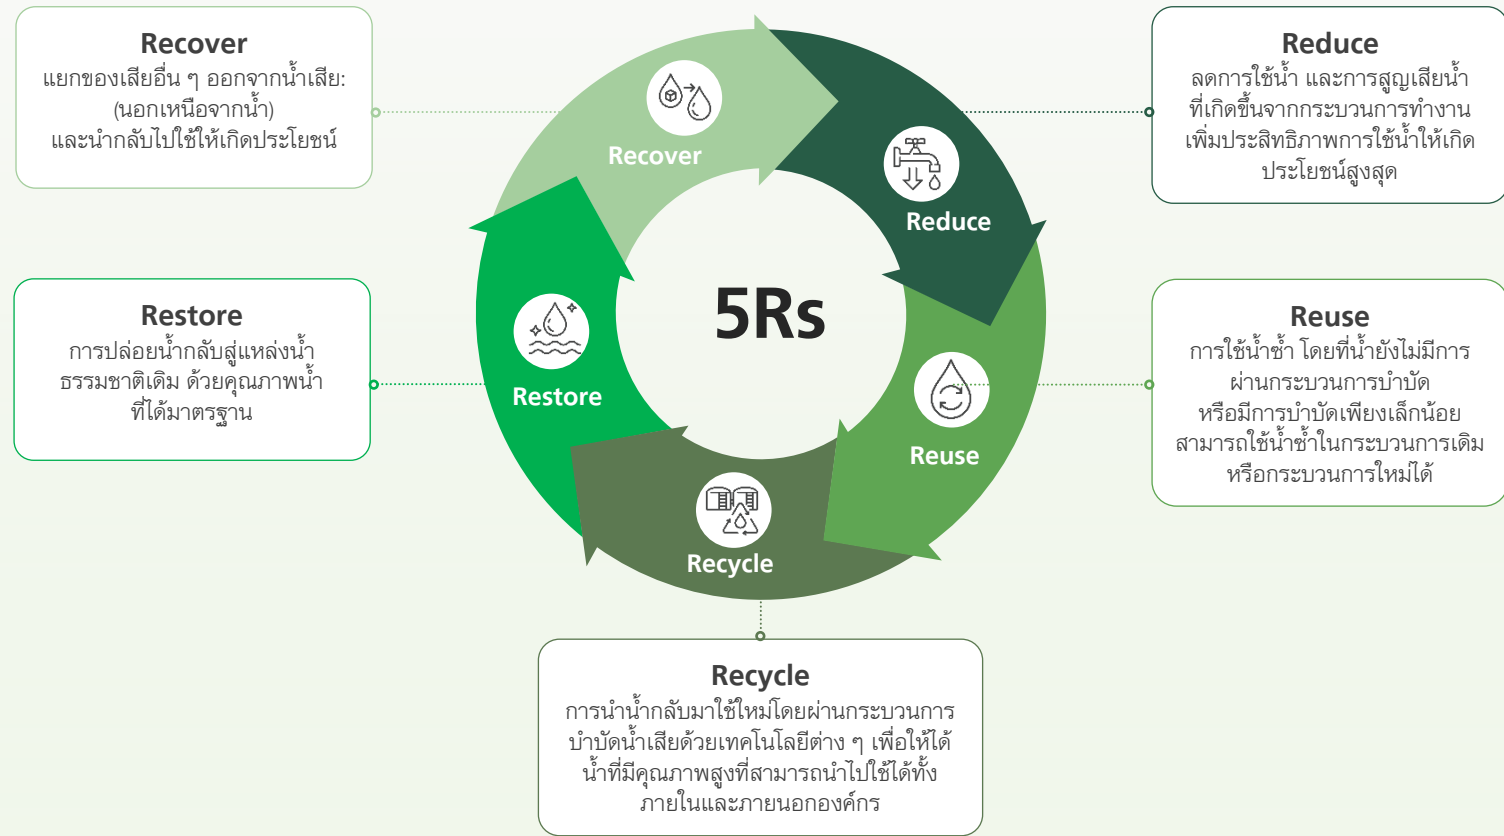 Recover
แยกของเสียอื่น ๆ ออกจากน้ำเสีย:
(นอกเหนือจากน้ำ)
และนำกลับไปใช้ให้เกิดประโยชน์
Reduce
ลดการใช้น้ำ และการสูญเสียน้ำ
ที่เกิดขึ้นจากกระบวนการทำงาน
เพิ่มประสิทธิภาพการใช้น้ำให้เกิด
ประโยชน์สูงสุด
Recover
Reduce
5Rs
Restore
การปล่อยน้ำกลับสู่แหล่งน้ำ
ธรรมชาติเดิม ด้วยคุณภาพน้ำ
ที่ได้มาตรฐาน
Reuse
การใช้น้ำซ้ำ โดยที่น้ำยังไม่มีการ
ผ่านกระบวนการบำบัด
หรือมีการบำบัดเพียงเล็กน้อย
สามารถใช้น้ำซ้ำในกระบวนการเดิม
หรือกระบวนการใหม่ได้
Restore
Reuse
Recycle
Recycle
การนำน้ำกลับมาใช้ใหม่โดยผ่านกระบวนการ
บำบัดน้ำเสียด้วยเทคโนโลยีต่าง ๆ เพื่อให้ได้
น้ำที่มีคุณภาพสูงที่สามารถนำไปใช้ได้ทั้ง
ภายในและภายนอกองค์กร